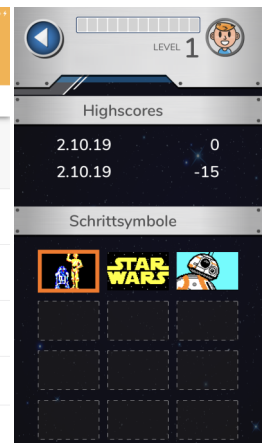 LEVEL 1
Highscores
2.10.19 0
2.10.19 -15
Schrittsymbole
STAR
WARS